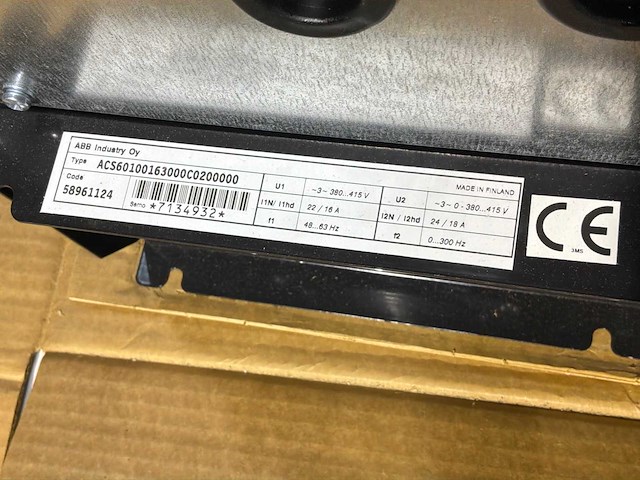 ABB Industry Oy
Type ACS60100163000C0200000
Code
58961124
Serno *7134932*
MADE IN FINLAND
U1 ~3~ 380...415 V
I1N / I1hd 22 / 16 A
f1 48...63 Hz
U2 ~3~ 0 - 380...415 V
I2N / I2hd 24 / 18 A
f2 0...300 Hz
CE
3MS